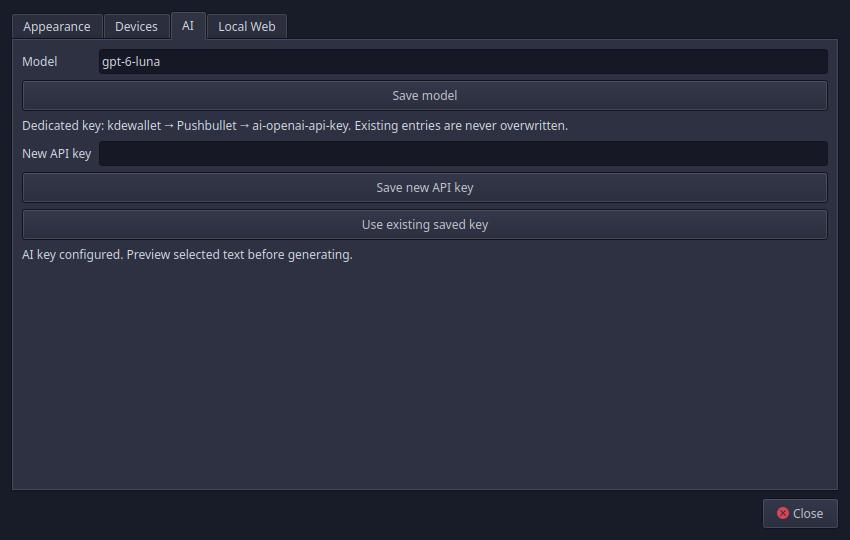 Appearance Devices AI Local Web
Model gpt-6-luna
Save model
Dedicated key: kdewallet → Pushbullet → ai-openai-api-key. Existing entries are never overwritten.
New API key
Save new API key
Use existing saved key
AI key configured. Preview selected text before generating.
Close